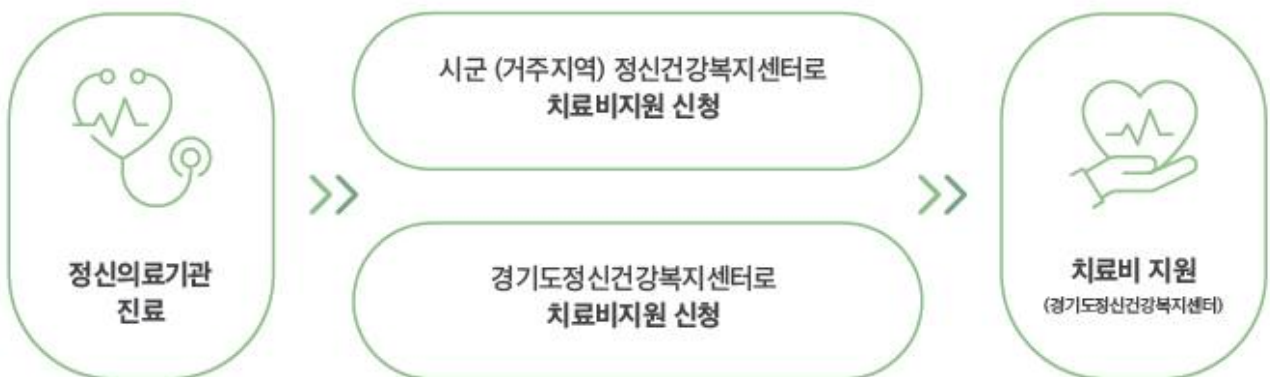 정신의료기관
진료
시군 (거주지역) 정신건강복지센터로
치료비지원 신청
경기도정신건강복지센터로
치료비지원 신청
치료비 지원
(경기도정신건강복지센터)